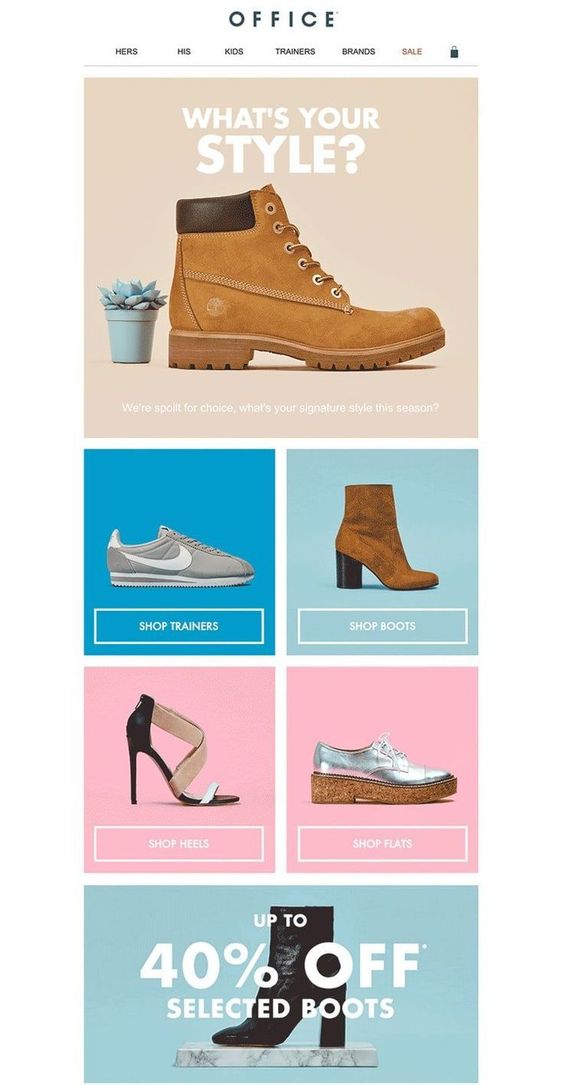 OFFICE
HERS HIS KIDS TRAINERS BRANDS SALE
WHAT'S YOUR
STYLE?
We're spoilt for choice, what's your signature style this season?
SHOP TRAINERS
SHOP BOOTS
SHOP HEELS
SHOP FLATS
UP TO
40% OFF*
SELECTED BOOTS